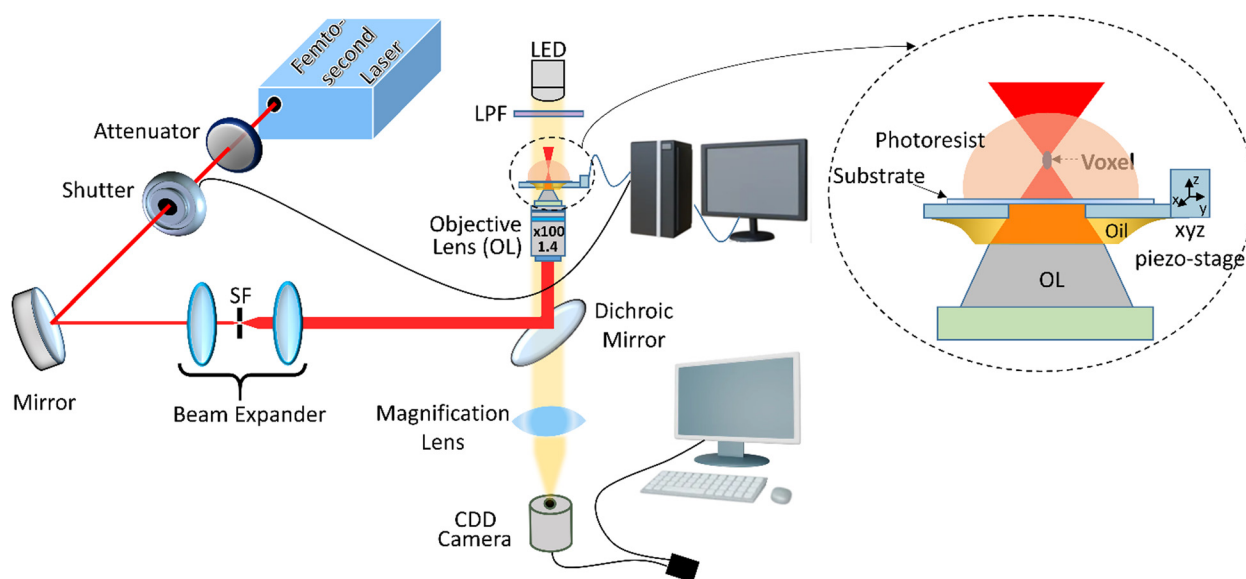 Femto-
second
Laser
Attenuator
Shutter
Mirror
SF
Beam Expander
LED
LPF
Objective
Lens (OL)
x100
1.4
Dichroic
Mirror
Magnification
Lens
CDD
Camera
Photoresist
Voxel
Substrate
Oil
OL
z
x
y
xyz
piezo-stage